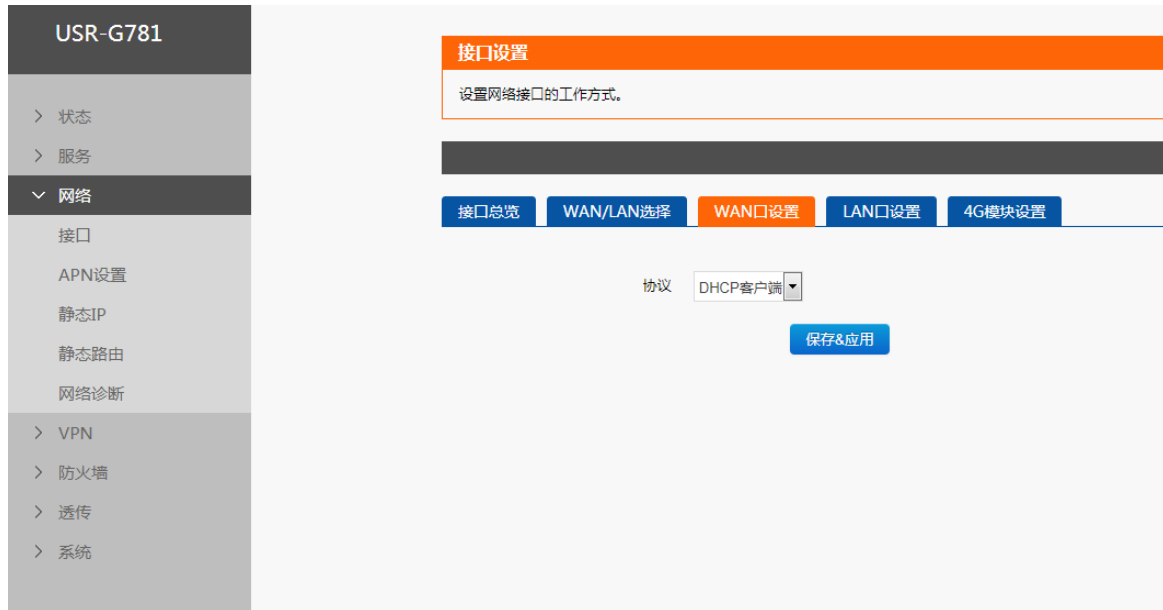 USR-G781
状态
服务
网络
接口
APN设置
静态IP
静态路由
网络诊断
VPN
防火墙
透传
系统
接口设置
设置网络接口的工作方式。
接口总览 WAN/LAN选择 WAN口设置 LAN口设置 4G模块设置
协议 DHCP客户端
保存&应用